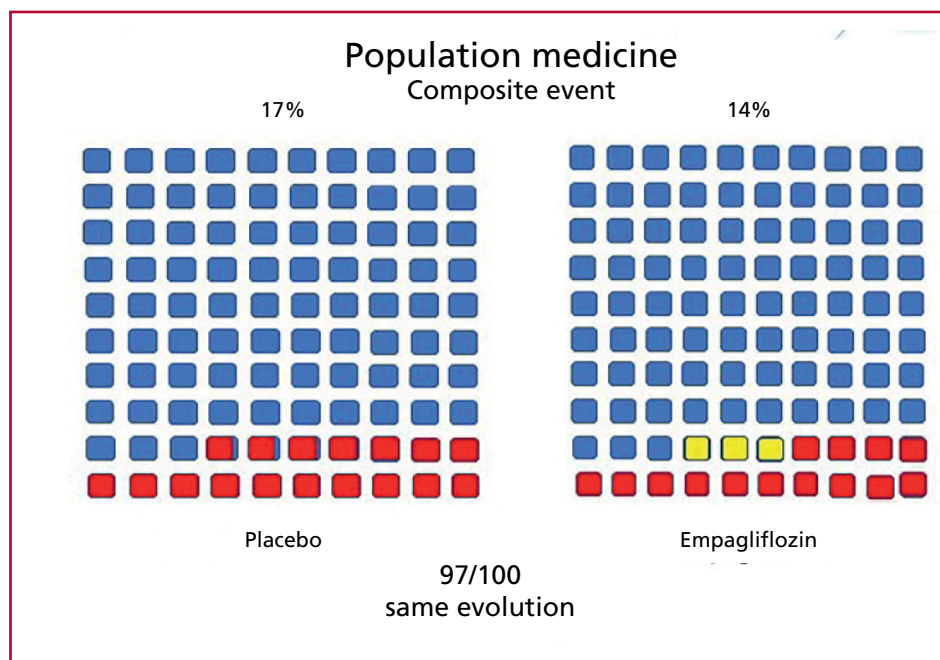 Population medicine
Composite event
17%
14%
Placebo
Empagliflozin
97/100
same evolution